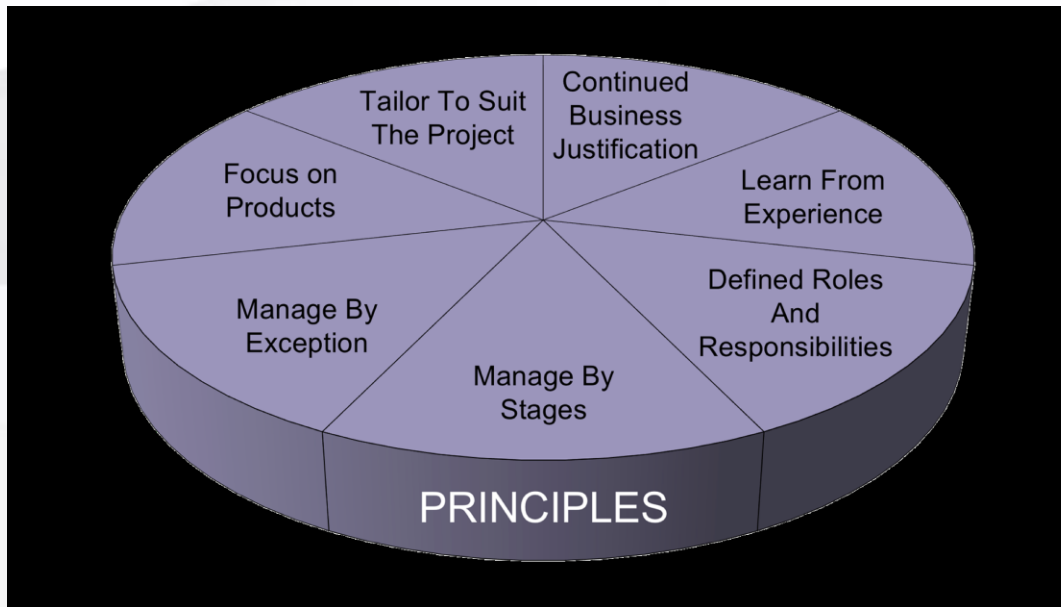 Continued
Business
Justification
Learn From
Experience
Defined Roles
And
Responsibilities
Manage By
Stages
Manage By
Exception
Focus on
Products
Tailor To Suit
The Project
PRINCIPLES